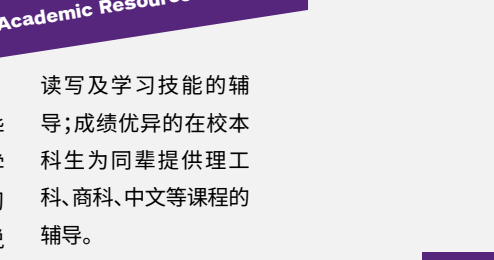 Academic Resources
读写及学习技能的辅
导;成绩优异的在校本
科生为同辈提供理工
科、商科、中文等课程的
辅导。